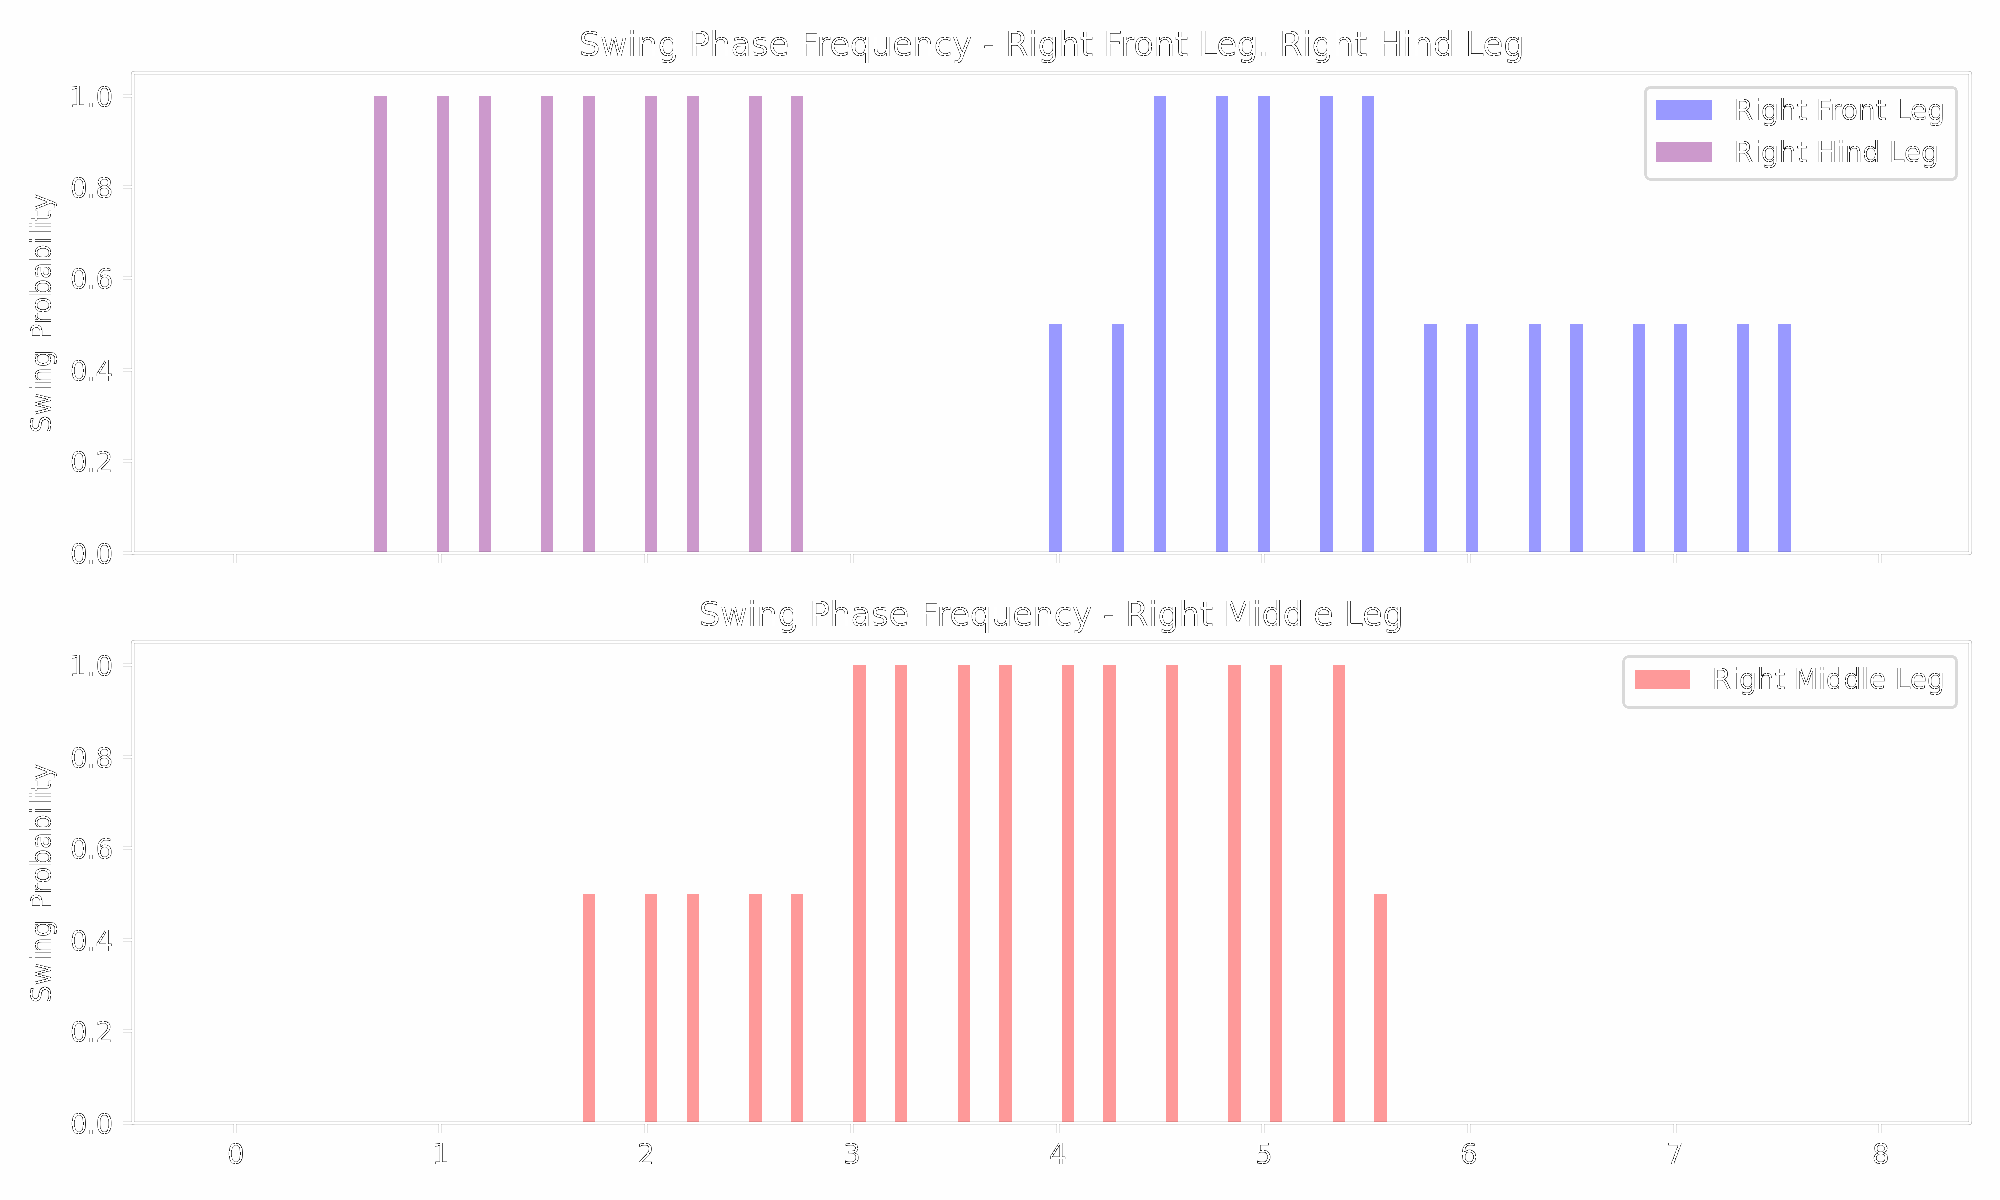 Swing Phase Frequency - Right Front Leg, Right Hind Leg
1.0
0.8
0.6
0.4
0.2
0.0
Swing Probability
Right Front Leg
Right Hind Leg
Swing Phase Frequency - Right Middle Leg
1.0
0.8
0.6
0.4
0.2
0.0
Swing Probability
Right Middle Leg
0 1 2 3 4 5 6 7 8